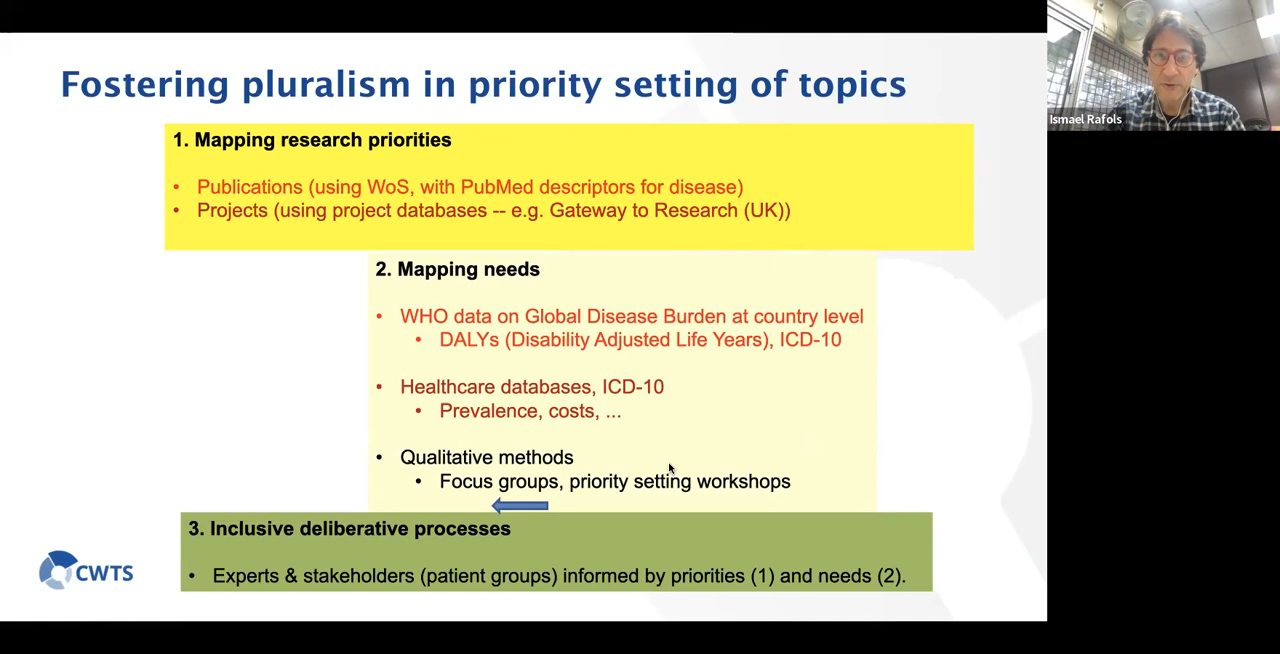 Fostering pluralism in priority setting of topics
Ismael Rafols
1. Mapping research priorities
• Publications (using WoS, with PubMed descriptors for disease)
• Projects (using project databases -- e.g. Gateway to Research (UK))
2. Mapping needs
• WHO data on Global Disease Burden at country level
• DALYs (Disability Adjusted Life Years), ICD-10
• Healthcare databases, ICD-10
• Prevalence, costs, ...
• Qualitative methods
• Focus groups, priority setting workshops
3. Inclusive deliberative processes
• Experts & stakeholders (patient groups) informed by priorities (1) and needs (2).
CWTS